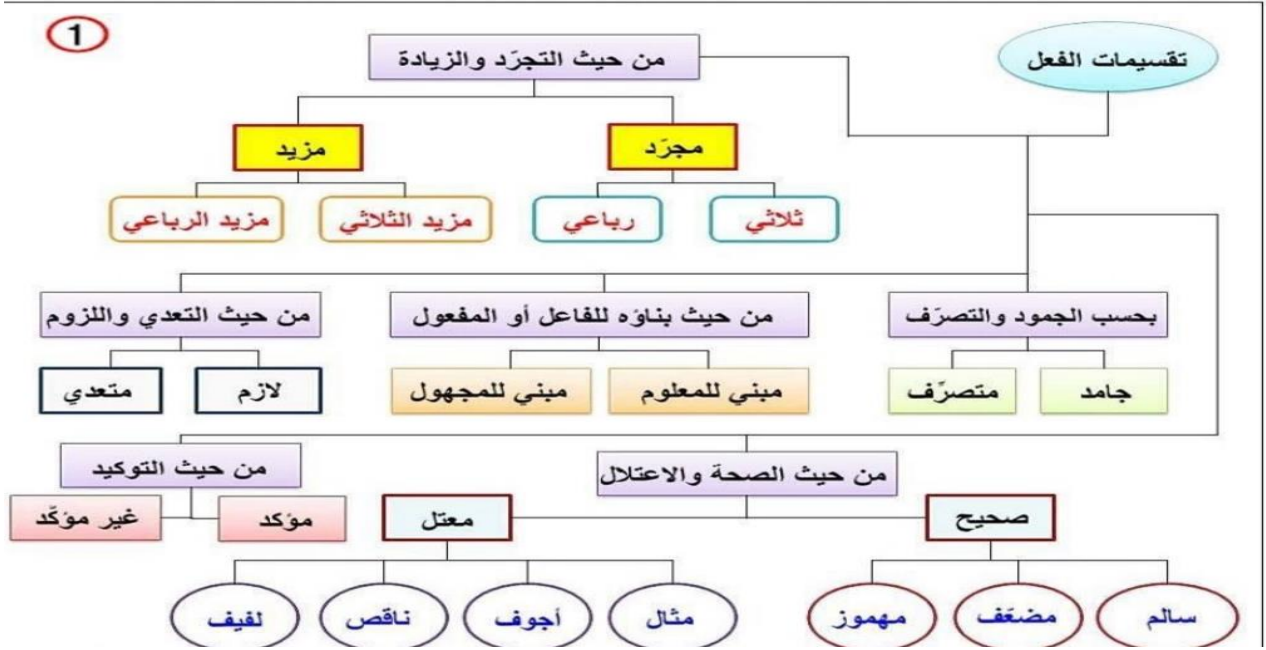 1
تقسيمات الفعل
من حيث التجرّد والزيادة
مجرّد
مزيد
ثلاثي
رباعي
مزيد الثلاثي
مزيد الرباعي
بحسب الجمود والتصرّف
من حيث بناؤه للفاعل أو المفعول
من حيث التعدي واللزوم
جامد
متصرِّف
مبني للمعلوم
مبني للمجهول
لازم
متعدي
من حيث الصحة والاعتلال
من حيث التوكيد
صحيح
معتل
مؤكد
غير مؤكّد
سالم
مضعّف
مهموز
مثال
أجوف
ناقص
لفيف